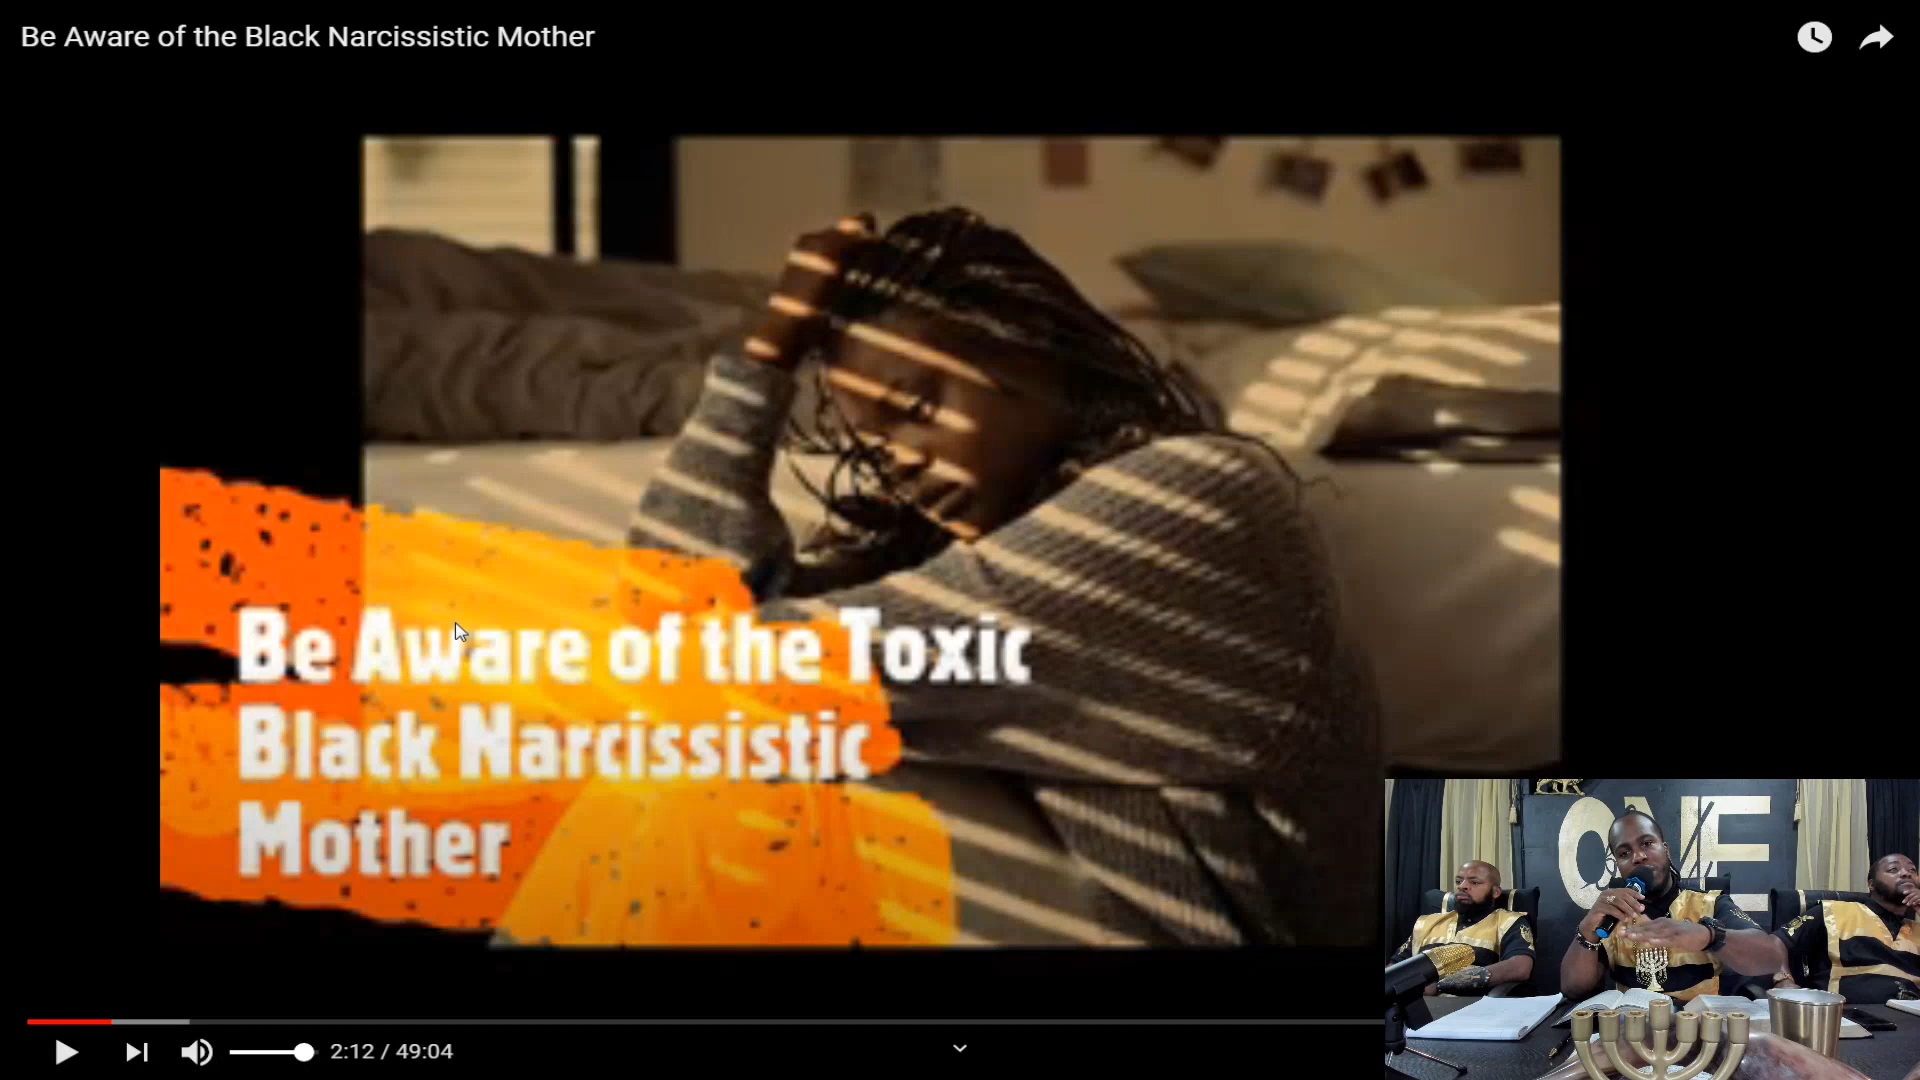 Be Aware of the Black Narcissistic Mother
Be Aware of the Toxic
Black Narcissistic
Mother
2:12 / 49:04
ONE